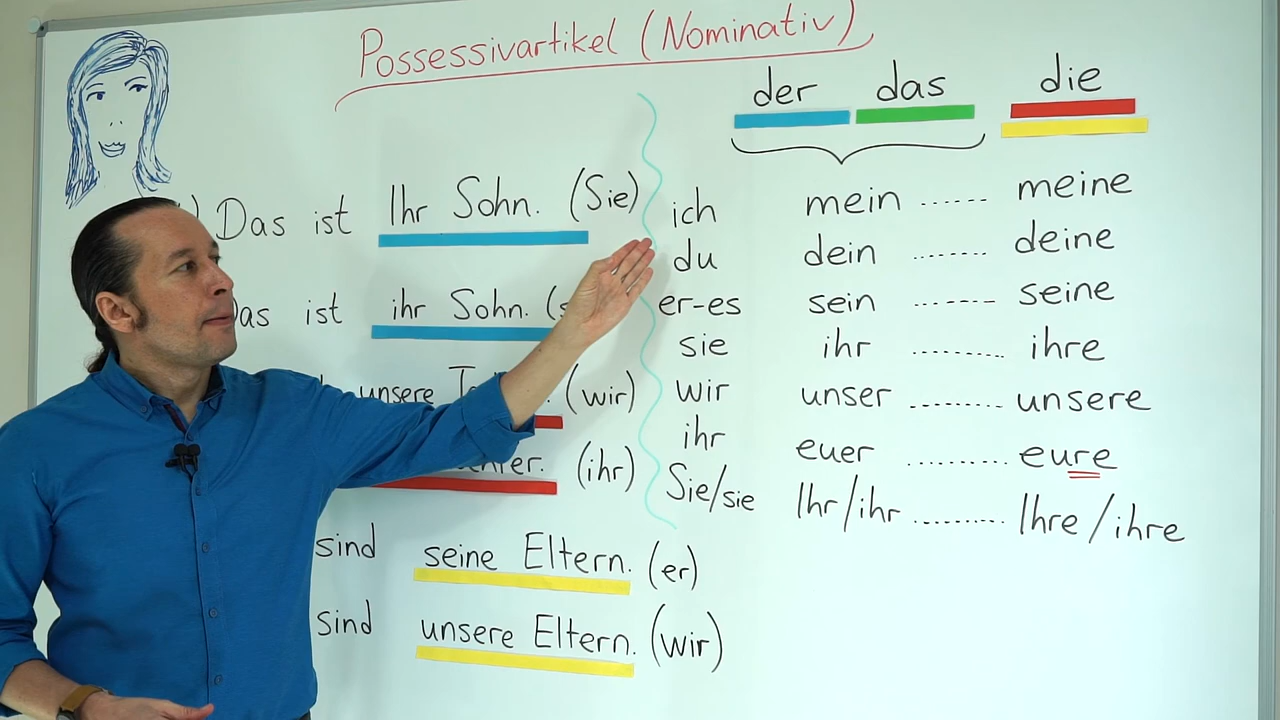 Possessivartikel (Nominativ)
der das die
Das ist Ihr Sohn. (Sie)
ist ihr Sohn.
unsere (wir)
(ihr)
sind seine Eltern. (er)
sind unsere Eltern. (wir)
ich mein ...... meine
du dein ........ deine
er-es sein ........ seine
sie ihr .......... ihre
wir unser .......... unsere
ihr euer .......... eure
Sie/sie Ihr/ihr .......... Ihre/ihre